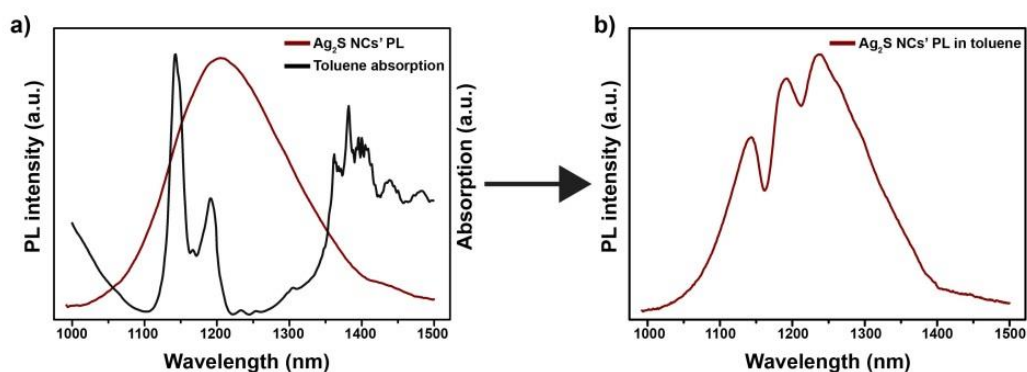 a)
Ag₂S NCs' PL
Toluene absorption
PL intensity (a.u.)
Absorption (a.u.)
1000 1100 1200 1300 1400 1500
Wavelength (nm)
b)
Ag₂S NCs' PL in toluene
PL intensity (a.u.)
1000 1100 1200 1300 1400 1500
Wavelength (nm)